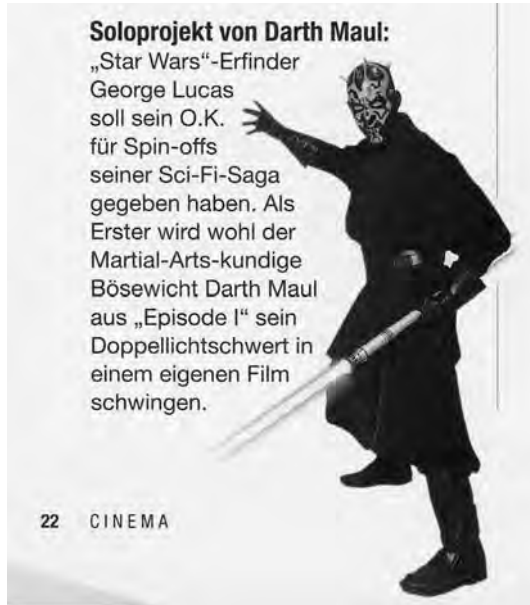 Soloprojekt von Darth Maul:
„Star Wars“-Erfinder
George Lucas
soll sein O.K.
für Spin-offs
seiner Sci-Fi-Saga
gegeben haben. Als
Erster wird wohl der
Martial-Arts-kundige
Bösewicht Darth Maul
aus „Episode I“ sein
Doppellichtschwert in
einem eigenen Film
schwingen.
22 CINEMA